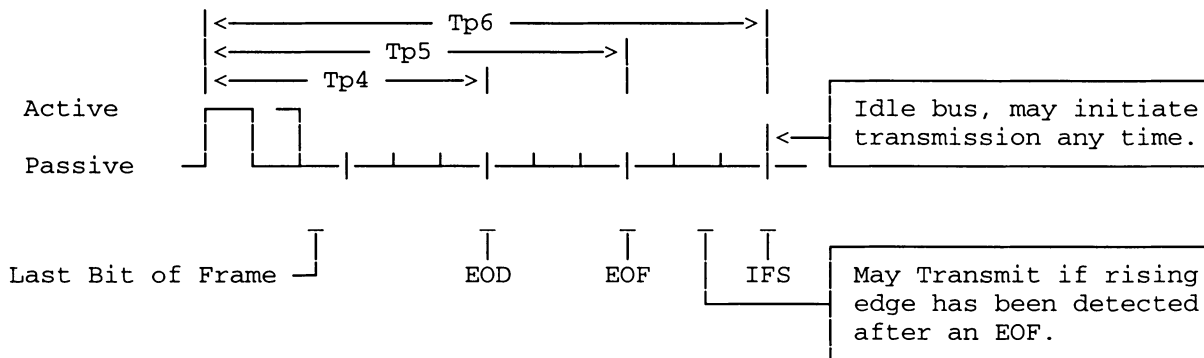 Tp6
Tp5
Tp4
Active
Idle bus, may initiate
transmission any time.
Passive
Last Bit of Frame
EOD
EOF
IFS
May Transmit if rising
edge has been detected
after an EOF.